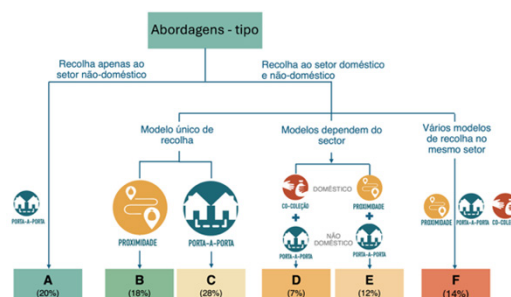 Abordagens - tipo
Recolha apenas ao
setor não-doméstico
Recolha ao setor doméstico
e não-doméstico
Modelo único de
recolha
Modelos dependem do
sector
Vários modelos
de recolha no
mesmo setor
PORTA-A-PORTA
PROXIMIDADE
PORTA-A-PORTA
CO-COLEÇÃO
DOMÉSTICO
PROXIMIDADE
+
+
PORTA-A-PORTA
NÃO
DOMÉSTICO
PORTA-A-PORTA
PROXIMIDADE
PORTA-A-PORTA
CO-COLEÇÃO
A
(20%)
B
(18%)
C
(28%)
D
(7%)
E
(12%)
F
(14%)